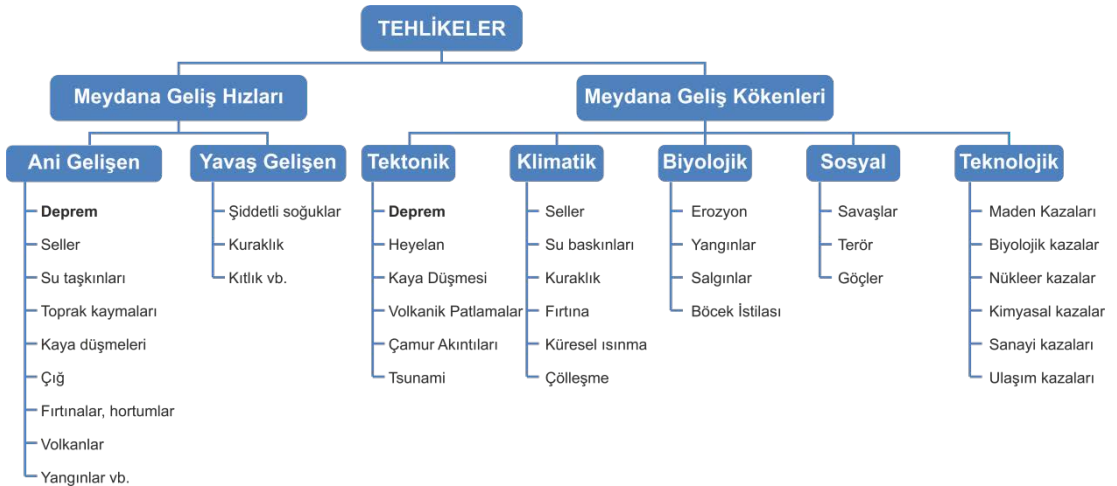 TEHLİKELER
Meydana Geliş Hızları
Meydana Geliş Kökenleri
Ani Gelişen
Yavaş Gelişen
Tektonik
Klimatik
Biyolojik
Sosyal
Teknolojik
Deprem
Seller
Su taşkınları
Toprak kaymaları
Kaya düşmeleri
Çığ
Fırtınalar, hortumlar
Volkanlar
Yangınlar vb.
Şiddetli soğuklar
Kuraklık
Kıtlık vb.
Deprem
Heyelan
Kaya Düşmesi
Volkanik Patlamalar
Çamur Akıntıları
Tsunami
Seller
Su baskınları
Kuraklık
Fırtına
Küresel ısınma
Çölleşme
Erozyon
Yangınlar
Salgınlar
Böcek İstilası
Savaşlar
Terör
Göçler
Maden Kazaları
Biyolojik kazalar
Nükleer kazalar
Kimyasal kazalar
Sanayi kazaları
Ulaşım kazaları